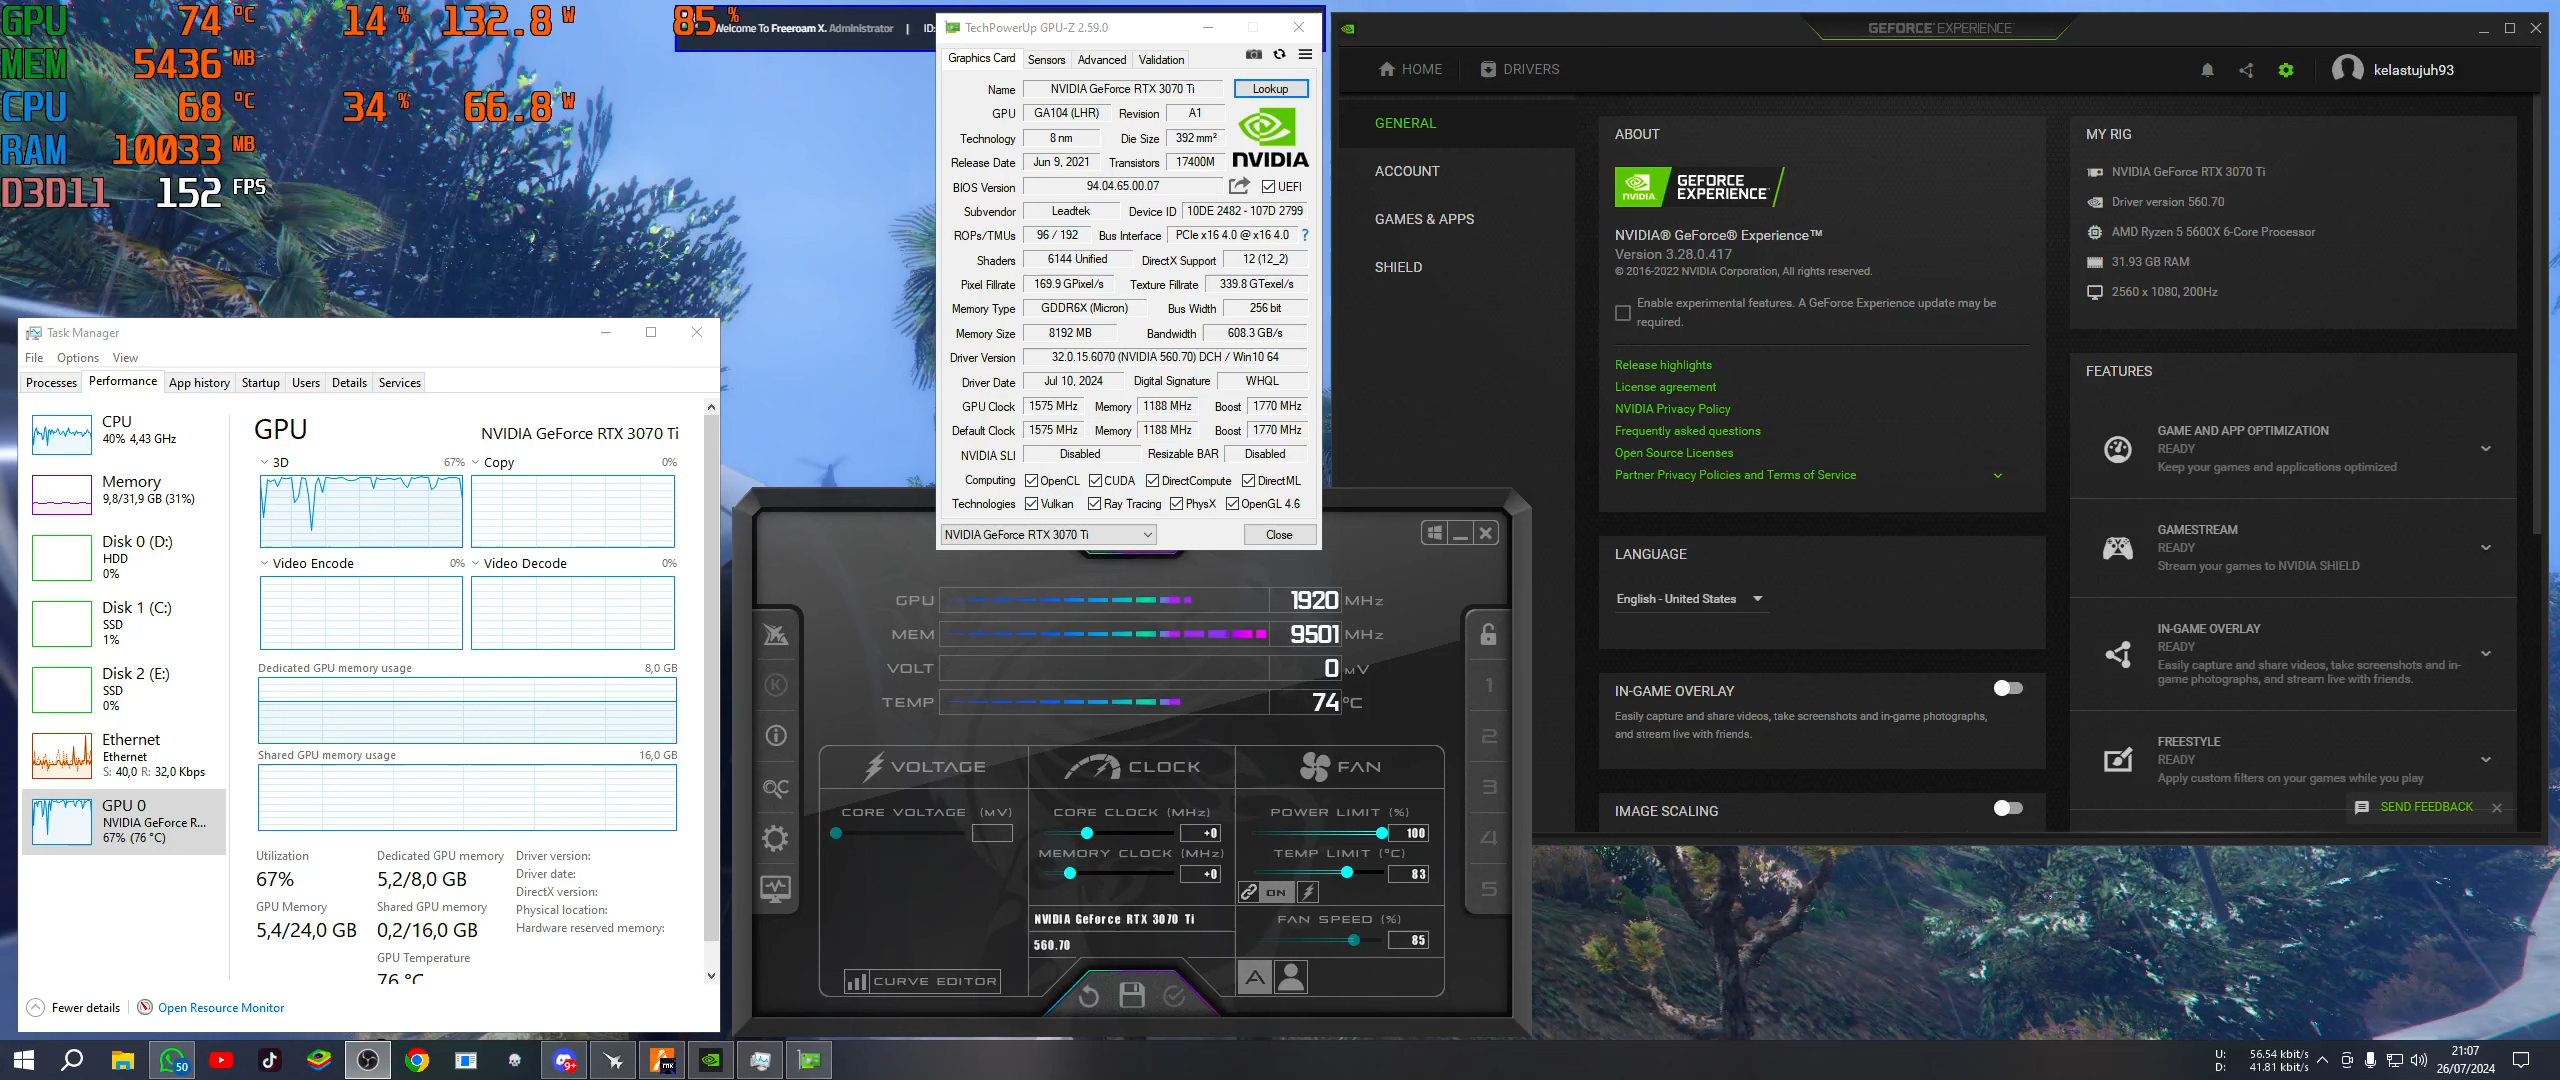 GPU 74 °C 14 % 132.8 W 85 %
MEM 5436 MB
CPU 68 °C 34 % 66.8 W
RAM 10033 MB
D3D11 152 FPS
Welcome To Freeroam X. Administrator | ID:
TechPowerUp GPU-Z 2.59.0
Graphics Card Sensors Advanced Validation
Name NVIDIA GeForce RTX 3070 Ti Lookup
GPU GA104 (LHR) Revision A1
Technology 8 nm Die Size 392 mm²
Release Date Jun 9, 2021 Transistors 17400M
NVIDIA
BIOS Version 94.04.65.00.07 UEFI
Subvendor Leadtek Device ID 10DE 2482 - 107D 2799
ROPs/TMUs 96 / 192 Bus Interface PCIe x16 4.0 @ x16 4.0 ?
Shaders 6144 Unified DirectX Support 12 (12_2)
Pixel Fillrate 169.9 GPixel/s Texture Fillrate 339.8 GTexel/s
Memory Type GDDR6X (Micron) Bus Width 256 bit
Memory Size 8192 MB Bandwidth 608.3 GB/s
Driver Version 32.0.15.6070 (NVIDIA 560.70) DCH / Win10 64
Driver Date Jul 10, 2024 Digital Signature WHQL
GPU Clock 1575 MHz Memory 1188 MHz Boost 1770 MHz
Default Clock 1575 MHz Memory 1188 MHz Boost 1770 MHz
NVIDIA SLI Disabled Resizable BAR Disabled
Computing OpenCL CUDA DirectCompute DirectML
Technologies Vulkan Ray Tracing PhysX OpenGL 4.6
NVIDIA GeForce RTX 3070 Ti Close
GEFORCE EXPERIENCE
HOME DRIVERS
kelastujuh93
GENERAL
ACCOUNT
GAMES & APPS
SHIELD
ABOUT
NVIDIA GEFORCE EXPERIENCE
NVIDIA® GeForce® Experience™
Version 3.28.0.417
© 2016-2022 NVIDIA Corporation, All rights reserved.
Enable experimental features. A GeForce Experience update may be
required.
Release highlights
License agreement
NVIDIA Privacy Policy
Frequently asked questions
Open Source Licenses
Partner Privacy Policies and Terms of Service
LANGUAGE
English - United States
IN-GAME OVERLAY
Easily capture and share videos, take screenshots and in-game photographs,
and stream live with friends.
IMAGE SCALING
MY RIG
NVIDIA GeForce RTX 3070 Ti
Driver version 560.70
AMD Ryzen 5 5600X 6-Core Processor
31.93 GB RAM
2560 x 1080, 200Hz
FEATURES
GAME AND APP OPTIMIZATION
READY
Keep your games and applications optimized
GAMESTREAM
READY
Stream your games to NVIDIA SHIELD
IN-GAME OVERLAY
READY
Easily capture and share videos, take screenshots and in-
game photographs, and stream live with friends.
FREESTYLE
READY
Apply custom filters on your games while you play
SEND FEEDBACK
Task Manager
File Options View
Processes Performance App history Startup Users Details Services
CPU
40% 4,43 GHz
Memory
9,8/31,9 GB (31%)
Disk 0 (D:)
HDD
0%
Disk 1 (C:)
SSD
1%
Disk 2 (E:)
SSD
0%
Ethernet
Ethernet
S: 40,0 R: 32,0 Kbps
GPU 0
NVIDIA GeForce R...
67% (76 °C)
GPU NVIDIA GeForce RTX 3070 Ti
3D 67% Copy 0%
Video Encode 0% Video Decode 0%
Dedicated GPU memory usage 8,0 GB
Shared GPU memory usage 16,0 GB
Utilization
67%
GPU Memory
5,4/24,0 GB
Dedicated GPU memory
5,2/8,0 GB
Shared GPU memory
0,2/16,0 GB
GPU Temperature
76 °C
Driver version:
Driver date:
DirectX version:
Physical location:
Hardware reserved memory:
Fewer details Open Resource Monitor
GPU 1920 MHz
MEM 9501 MHz
VOLT 0 mV
TEMP 74 °C
K
i
OC
1
2
3
4
5
VOLTAGE CLOCK FAN
CORE VOLTAGE (MV)
CORE CLOCK (MHz)
+0
MEMORY CLOCK (MHz)
+0
POWER LIMIT (%)
100
TEMP LIMIT (°C)
83
ON
NVIDIA GeForce RTX 3070 Ti
560.70
FAN SPEED (%)
85
A
CURVE EDITOR
50
9+
MK
U: 56.54 kbit/s
D: 41.81 kbit/s
21:07
26/07/2024